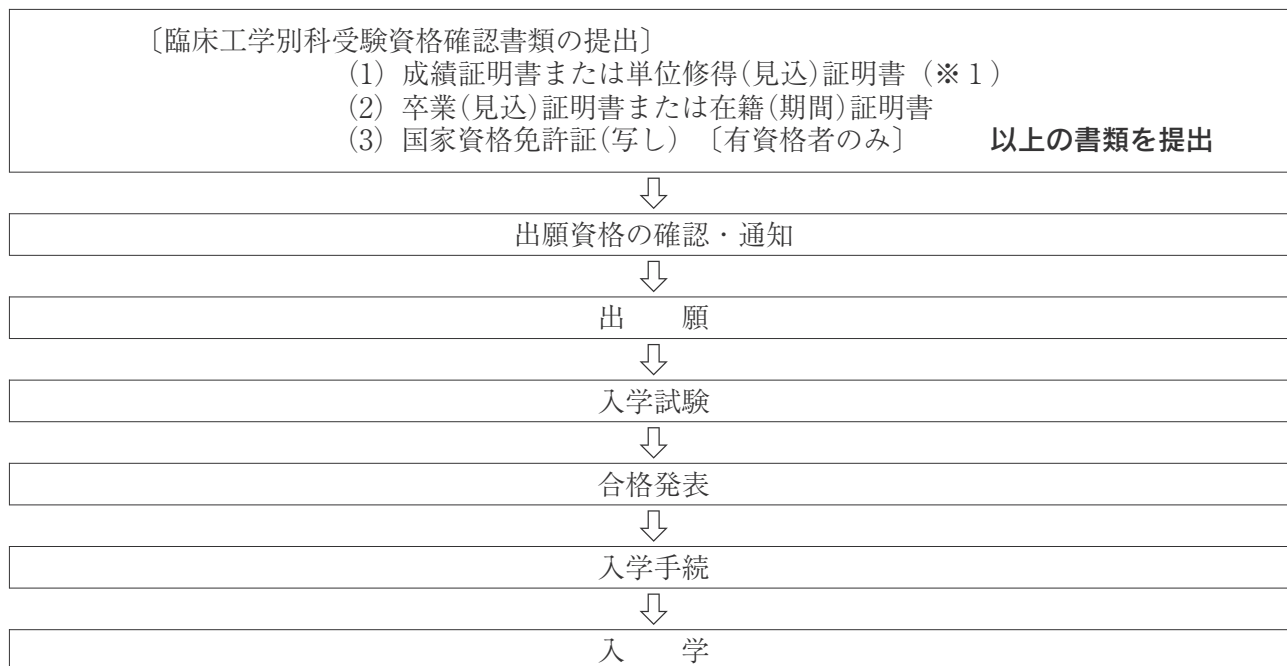 〔臨床工学別科受験資格確認書類の提出〕
(1) 成績証明書または単位修得(見込)証明書(※1)
(2) 卒業(見込)証明書または在籍(期間)証明書
(3) 国家資格免許証(写し)〔有資格者のみ〕 以上の書類を提出
出願資格の確認・通知
出 願
入学試験
合格発表
入学手続
入 学